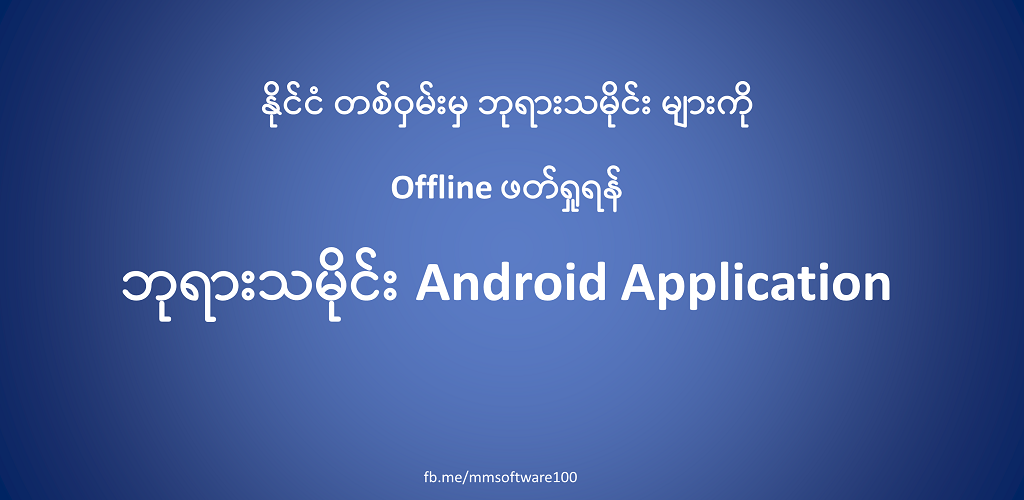 နိုင်ငံ တစ်ဝှမ်းမှ ဘုရားသမိုင်း များကို
Offline ဖတ်ရှုရန်
ဘုရားသမိုင်း Android Application
fb.me/mmsoftware100